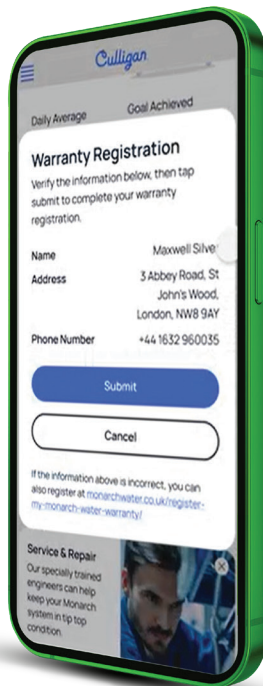 Culligan
Daily Average
Goal Achieved
Warranty Registration
Verify the information below, then tap
submit to complete your warranty
registration.
Name
Maxwell Silve
Address
3 Abbey Road, St
John's Wood,
London, NW8 9AY
Phone Number
+44 1632 960035
Submit
Cancel
If the information above is incorrect, you can
also register at monarchwater.co.uk/register-
my-monarch-water-warranty/
Service & Repair
Our specially trained
engineers can help
keep your Monarch
system in tip top
condition.